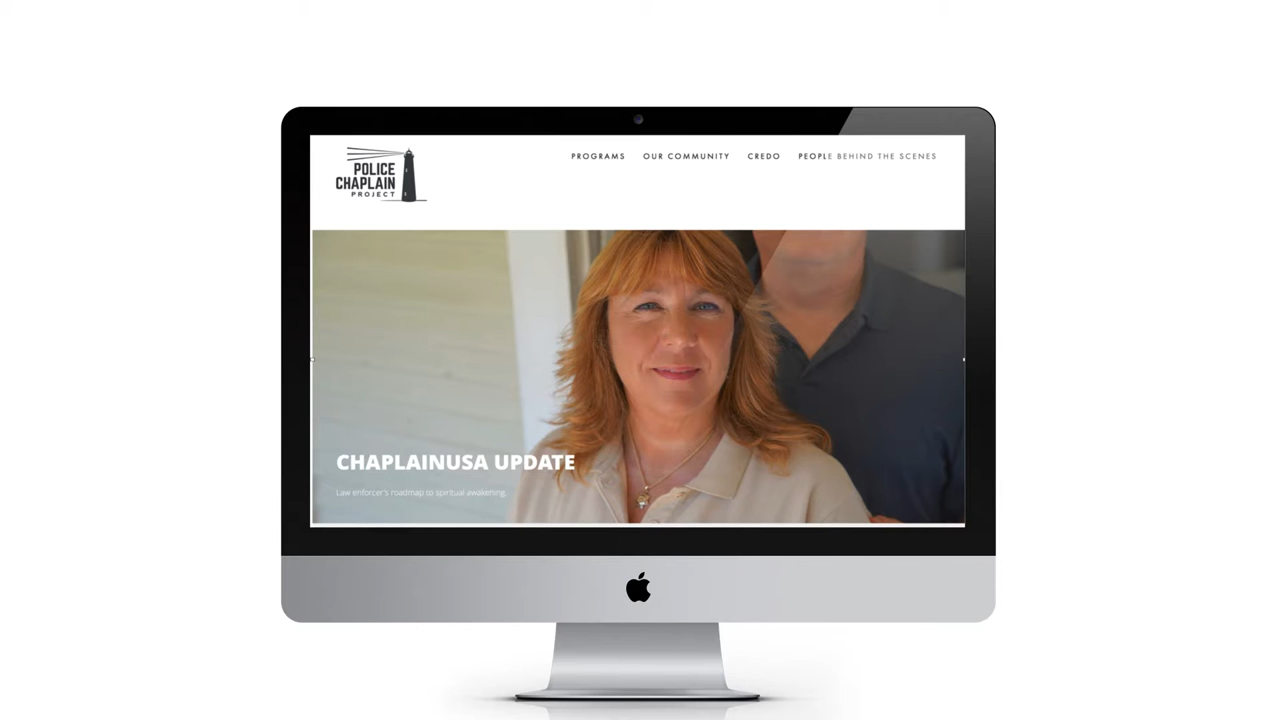 POLICE
CHAPLAIN
PROJECT
PROGRAMS OUR COMMUNITY CREDO PEOPLE BEHIND THE SCENES
CHAPLAINUSA UPDATE
Law enforcer's roadmap to spiritual awakening.